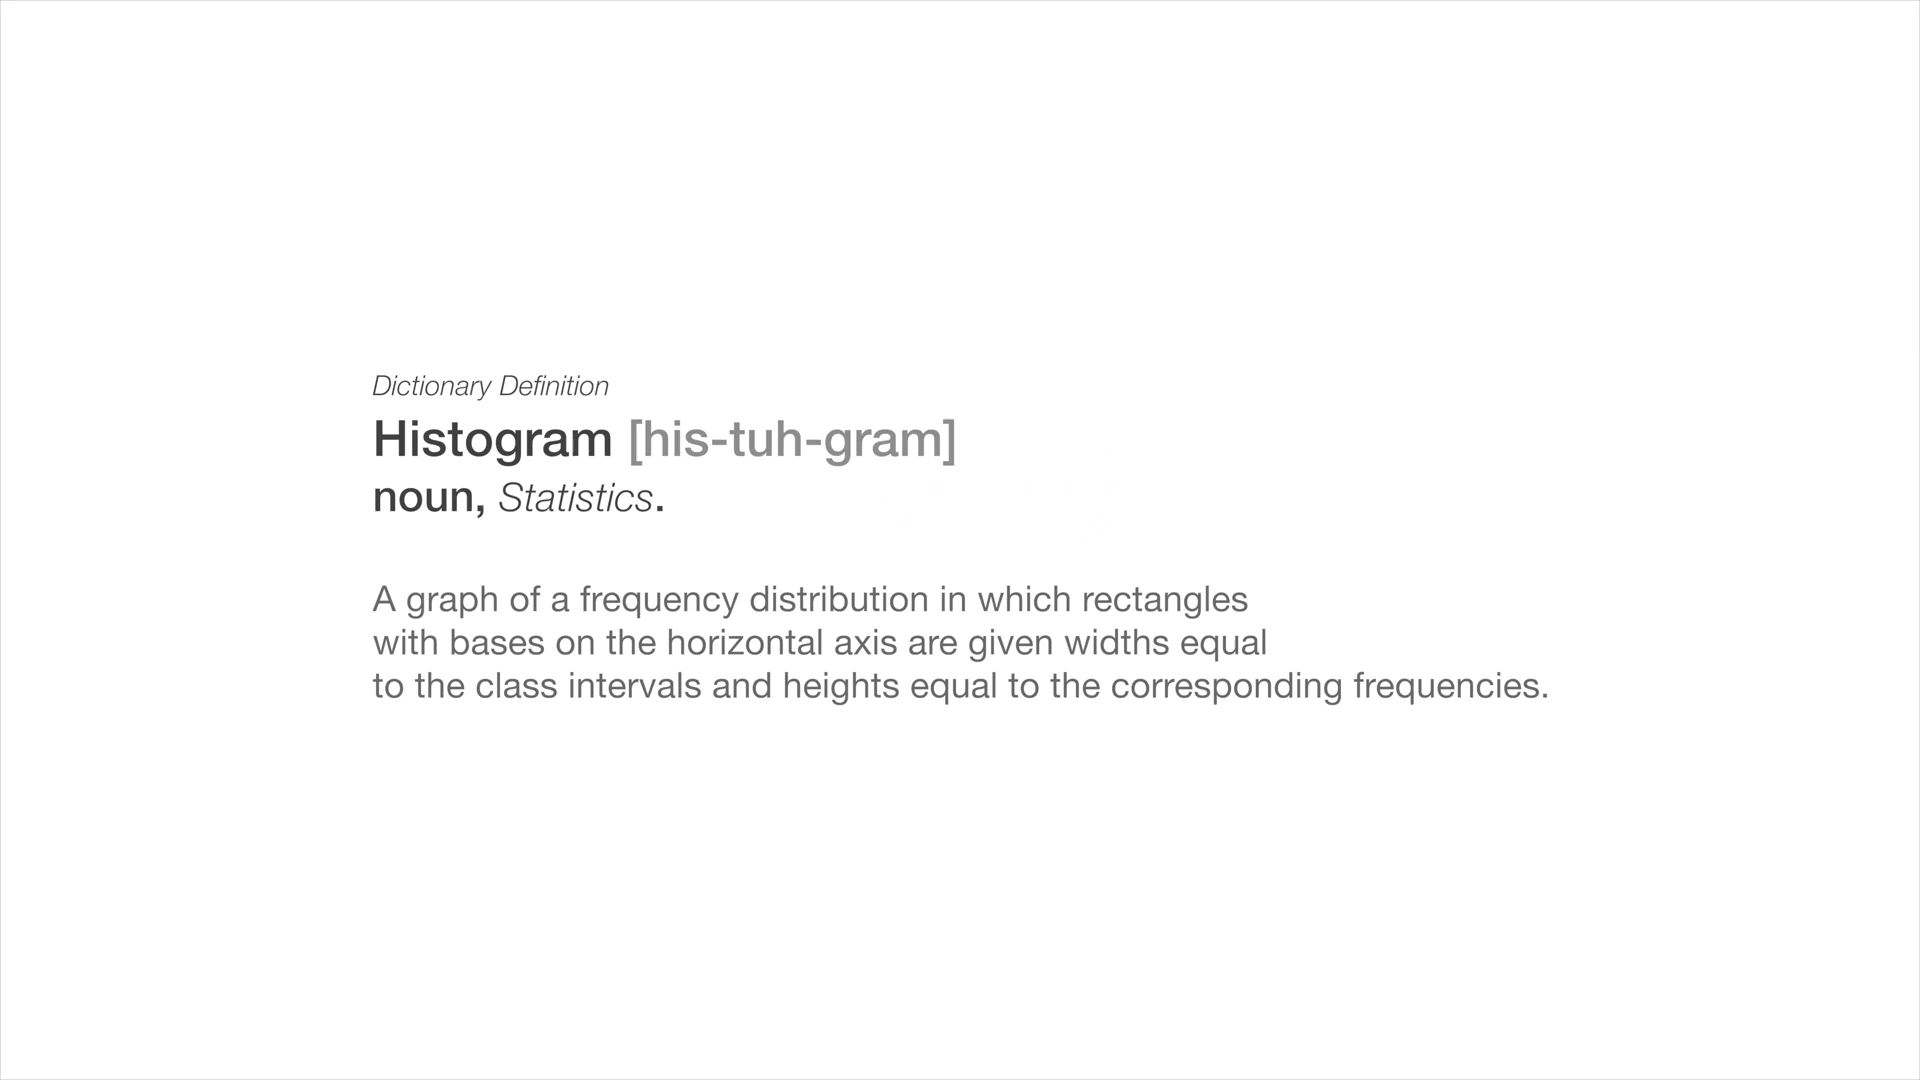 Dictionary Definition
Histogram [his-tuh-gram]
noun, Statistics.
A graph of a frequency distribution in which rectangles
with bases on the horizontal axis are given widths equal
to the class intervals and heights equal to the corresponding frequencies.